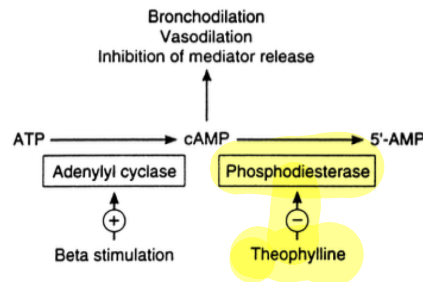 Bronchodilation
Vasodilation
Inhibition of mediator release
ATP cAMP 5'-AMP
Adenylyl cyclase Phosphodiesterase
+ −
Beta stimulation Theophylline